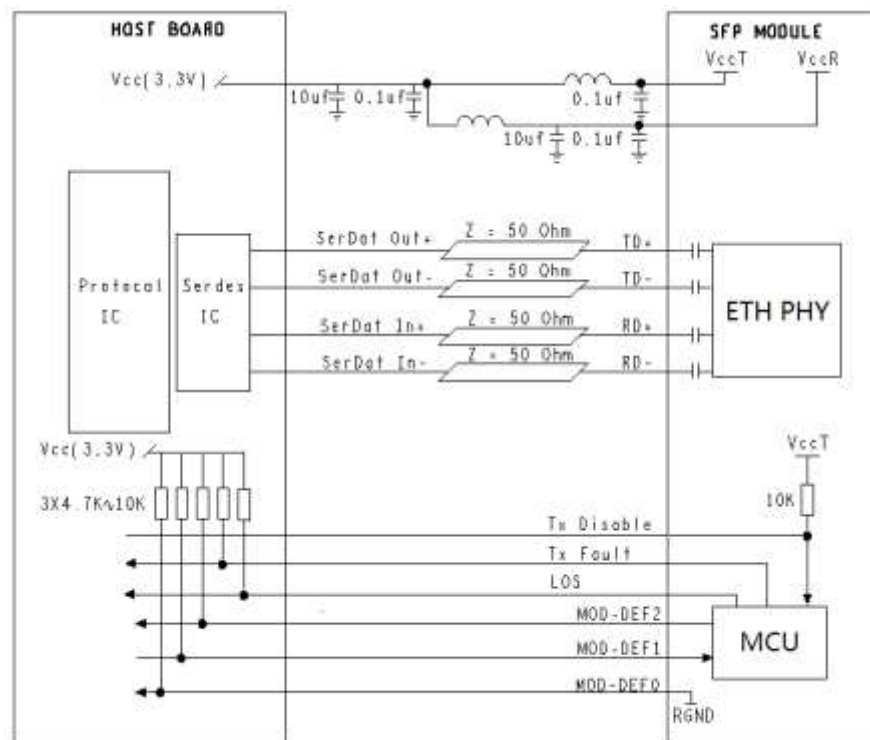 HOST BOARD
SFP MODULE
VccT
VccR
Vcc(3.3V)
10uf
0.1uf
0.1uf
10uf
0.1uf
SerDat Out+
Z = 50 Ohm
TD+
SerDat Out-
Z = 50 Ohm
TD-
Protocal
IC
Serdes
IC
ETH PHY
SerDat In+
Z = 50 Ohm
RD+
SerDat In-
Z = 50 Ohm
RD-
Vcc(3.3V)
VccT
3X4.7K∿10K
10K
Tx Disable
Tx Fault
LOS
MOD-DEF2
MCU
MOD-DEF1
MOD-DEF0
RGND